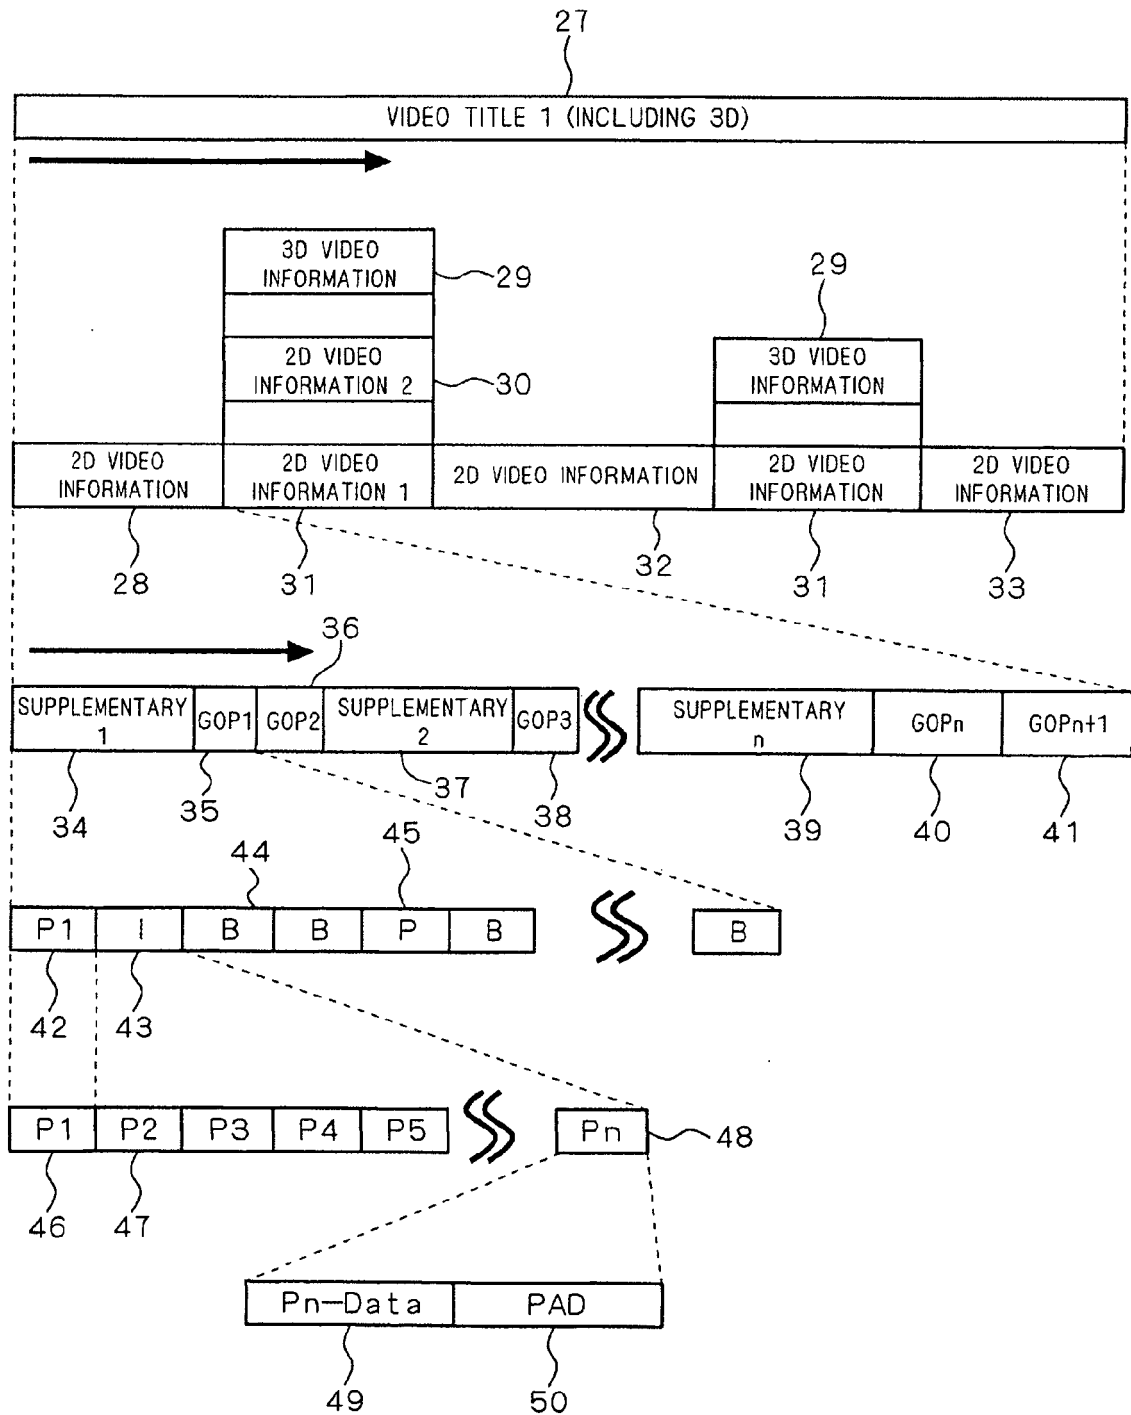 27
VIDEO TITLE 1 (INCLUDING 3D)
3D VIDEO
INFORMATION
29
29
2D VIDEO
INFORMATION 2
30
3D VIDEO
INFORMATION
2D VIDEO
INFORMATION
2D VIDEO
INFORMATION 1
2D VIDEO INFORMATION
2D VIDEO
INFORMATION
2D VIDEO
INFORMATION
28
31
32
31
33
36
SUPPLEMENTARY
1
GOP1
GOP2
SUPPLEMENTARY
2
GOP3
SUPPLEMENTARY
n
GOPn
GOPn+1
34
35
37
38
39
40
41
44
45
P1
I
B
B
P
B
B
42
43
P1
P2
P3
P4
P5
Pn
48
46
47
Pn-Data
PAD
49
50